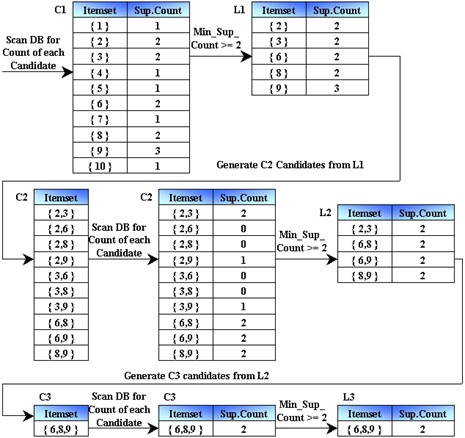 C1
L1
Itemset Sup.Count
{ 1 } 1
{ 2 } 2
{ 3 } 2
{ 4 } 1
{ 5 } 1
{ 6 } 2
{ 7 } 1
{ 8 } 2
{ 9 } 3
{ 10 } 1
Scan DB for
Count of each
Candidate
Min_Sup_
Count >= 2
Itemset Sup.Count
{ 2 } 2
{ 3 } 2
{ 6 } 2
{ 8 } 2
{ 9 } 3
Generate C2 Candidates from L1
C2
Itemset
{ 2,3 }
{ 2,6 }
{ 2,8 }
{ 2,9 }
{ 3,6 }
{ 3,8 }
{ 3,9 }
{ 6,8 }
{ 6,9 }
{ 8,9 }
Scan DB for
Count of each
Candidate
C2
Itemset Sup.Count
{ 2,3 } 2
{ 2,6 } 0
{ 2,8 } 0
{ 2,9 } 1
{ 3,6 } 0
{ 3,8 } 0
{ 3,9 } 1
{ 6,8 } 2
{ 6,9 } 2
{ 8,9 } 2
Min_Sup_
Count >= 2
L2
Itemset Sup.Count
{ 2,3 } 2
{ 6,8 } 2
{ 6,9 } 2
{ 8,9 } 2
Generate C3 candidates from L2
C3
Itemset
{ 6,8,9 }
Scan DB for
Count of each
Candidate
C3
Itemset Sup.Count
{ 6,8,9 } 2
Min_Sup_
Count >= 2
L3
Itemset Sup.Count
{ 6,8,9 } 2